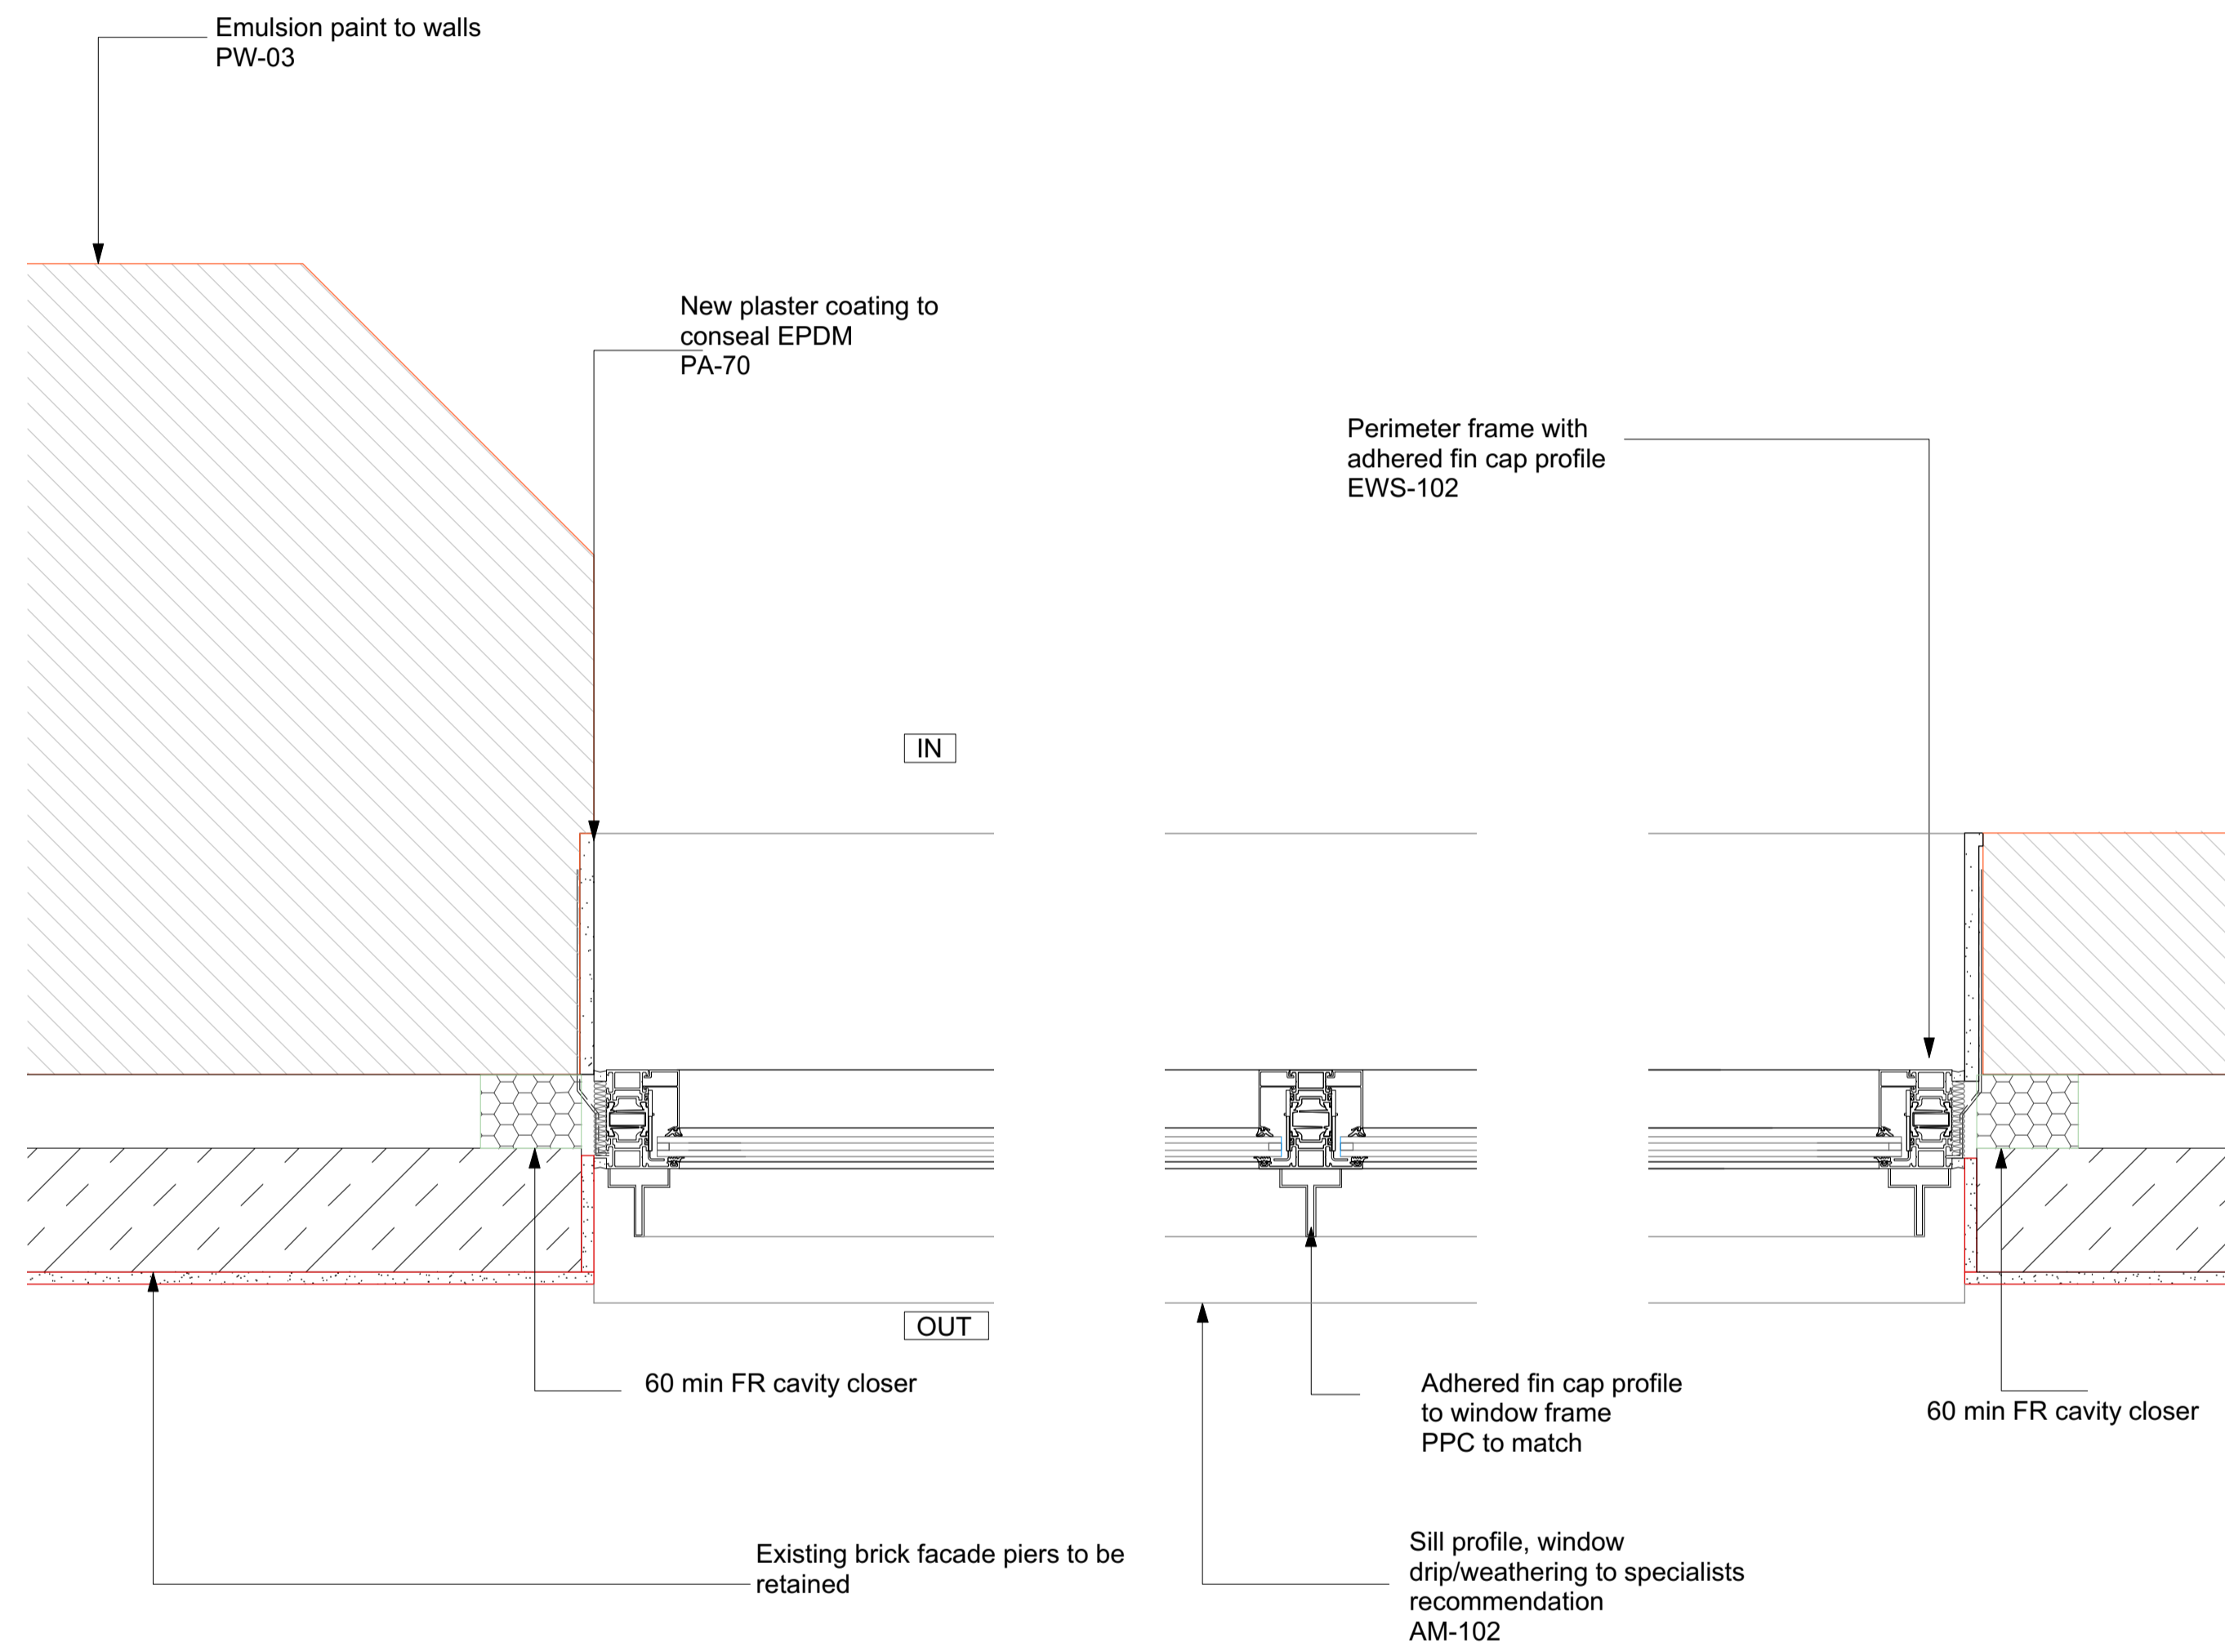 Emulsion paint to walls
PW-03
New plaster coating to
conseal EPDM
PA-70
Perimeter frame with
adhered fin cap profile
EWS-102
IN
OUT
60 min FR cavity closer
Adhered fin cap profile
to window frame
PPC to match
60 min FR cavity closer
Existing brick facade piers to be
retained
Sill profile, window
drip/weathering to specialists
recommendation
AM-102